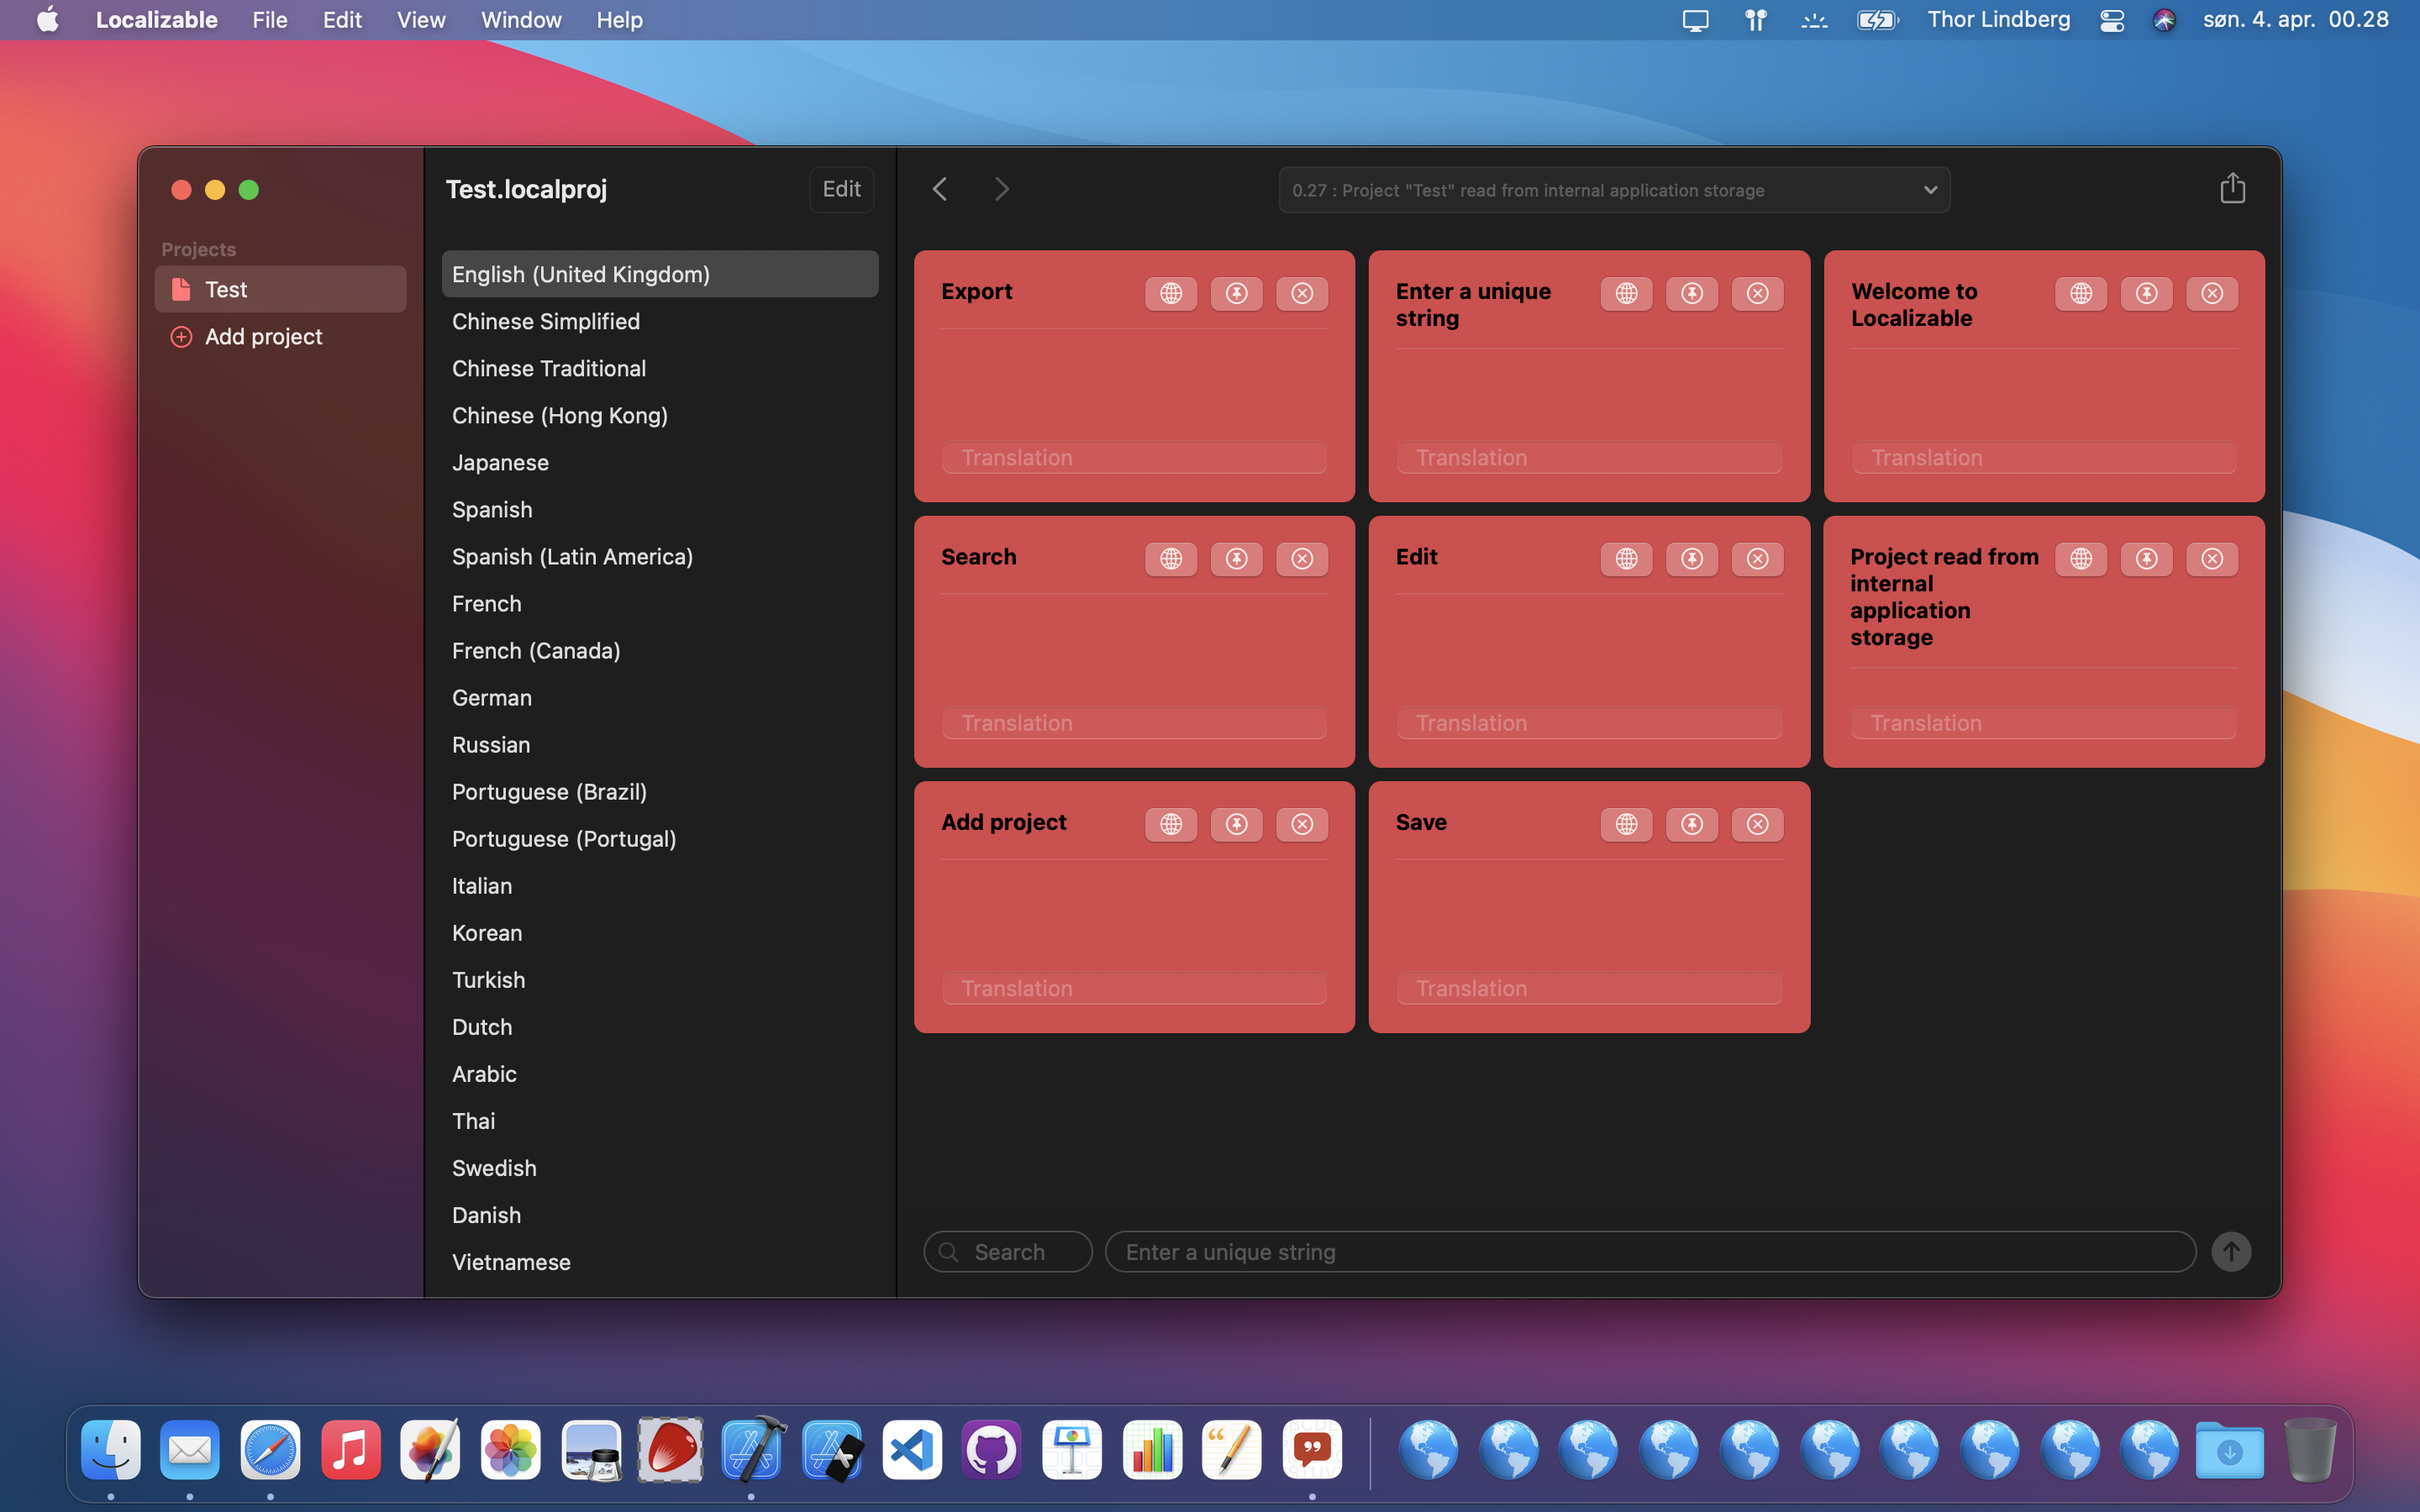 Localizable File Edit View Window Help Thor Lindberg søn. 4. apr. 00.28
Projects
Test
Add project
Test.localproj Edit
English (United Kingdom)
Chinese Simplified
Chinese Traditional
Chinese (Hong Kong)
Japanese
Spanish
Spanish (Latin America)
French
French (Canada)
German
Russian
Portuguese (Brazil)
Portuguese (Portugal)
Italian
Korean
Turkish
Dutch
Arabic
Thai
Swedish
Danish
Vietnamese
0.27 : Project "Test" read from internal application storage
Export
Translation
Enter a unique
string
Translation
Welcome to
Localizable
Translation
Search
Translation
Edit
Translation
Project read from
internal
application
storage
Translation
Add project
Translation
Save
Translation
Search
Enter a unique string